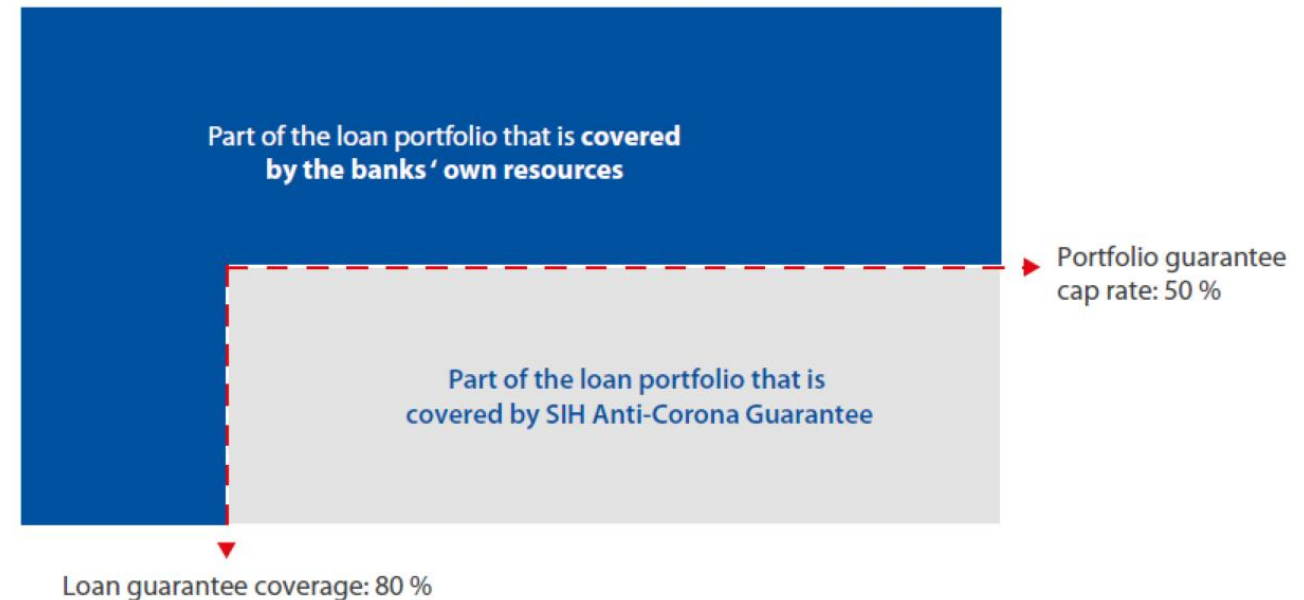 Part of the loan portfolio that is covered
by the banks ‘ own resources
Portfolio guarantee
cap rate: 50 %
Part of the loan portfolio that is
covered by SIH Anti-Corona Guarantee
Loan guarantee coverage: 80 %